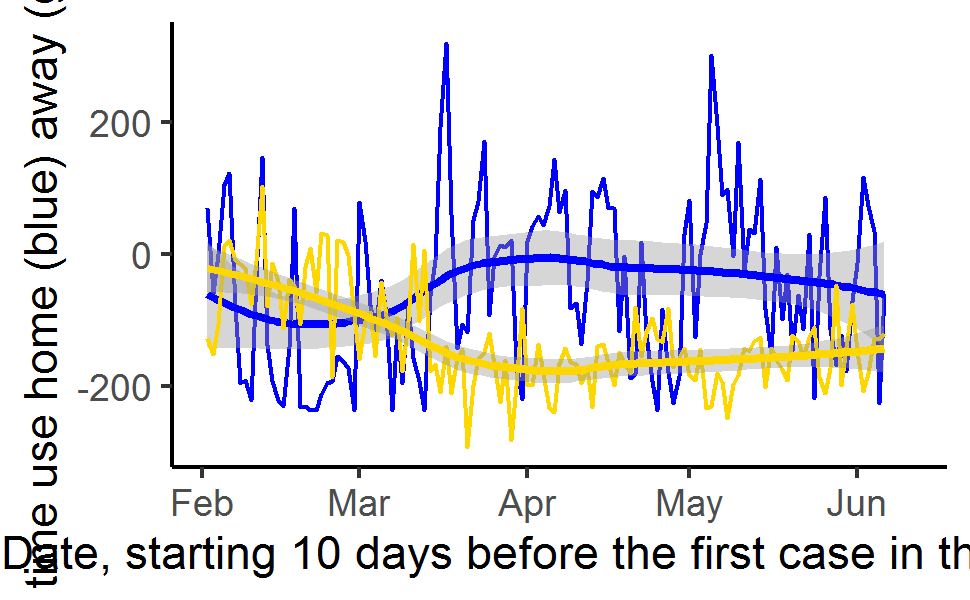 time use home (blue) away (
200
0
-200
Feb Mar Apr May Jun
Date, starting 10 days before the first case in th